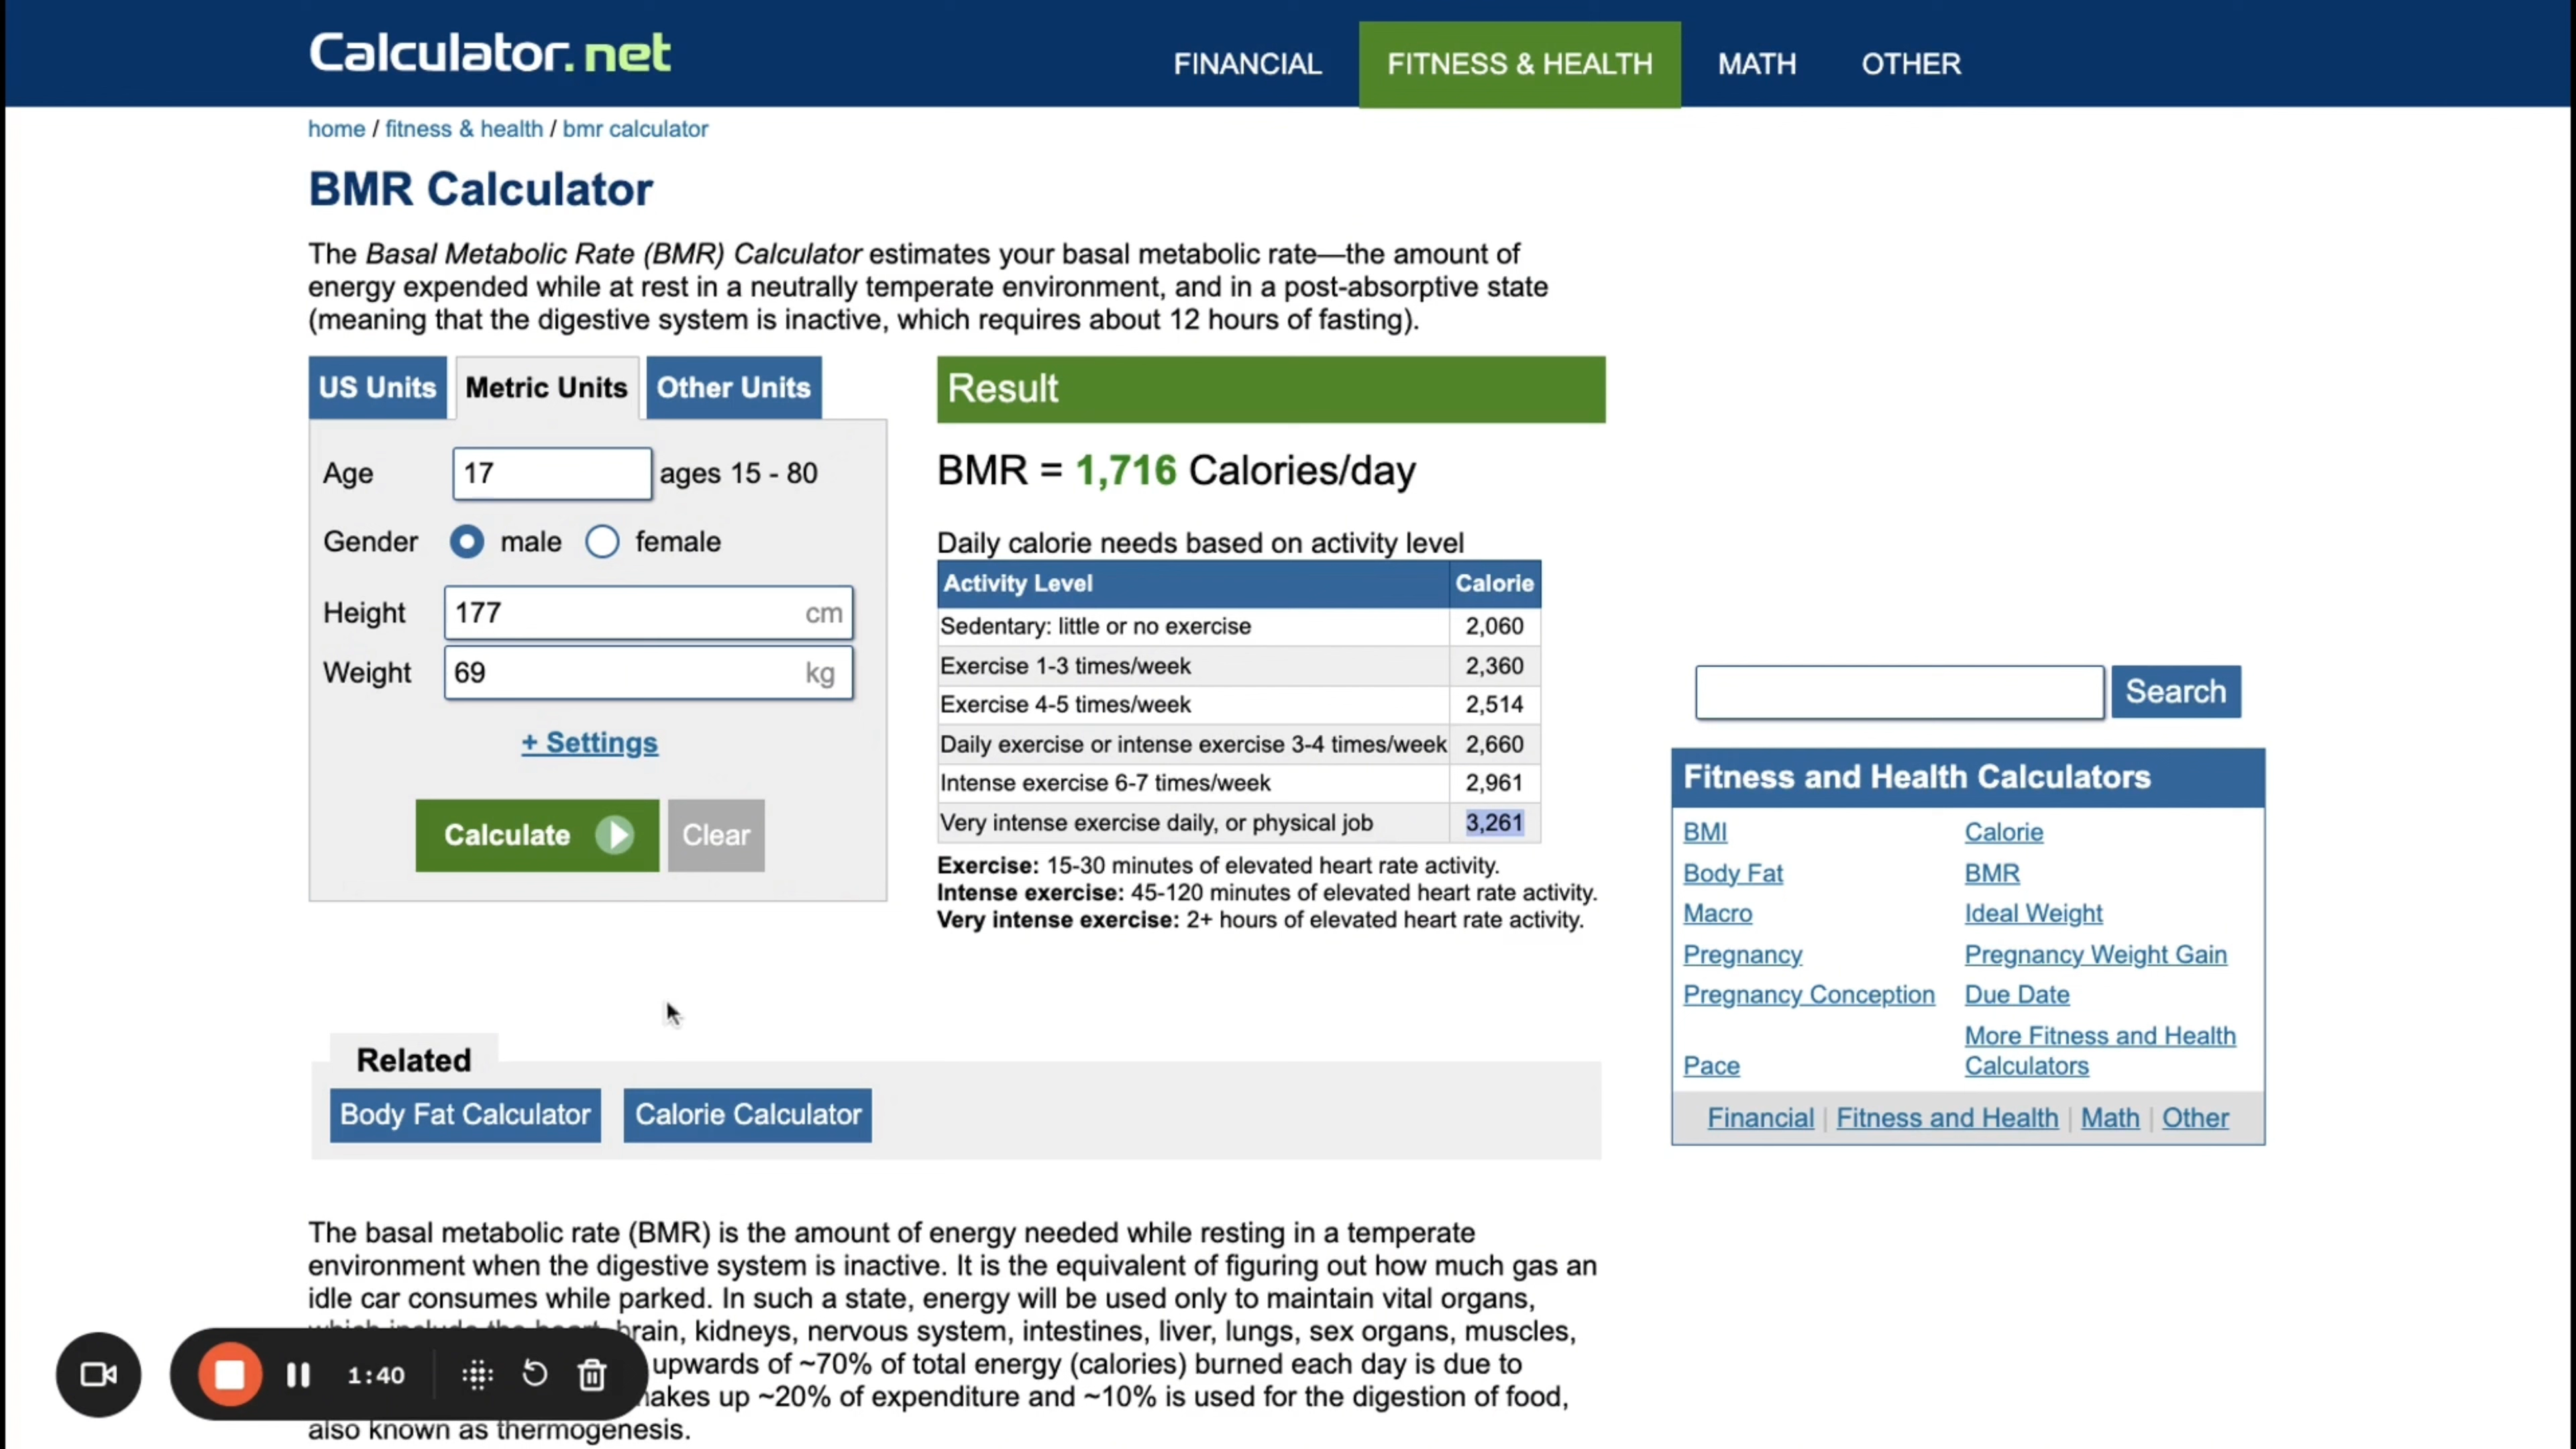 Calculator.net
FINANCIAL FITNESS & HEALTH MATH OTHER
home / fitness & health / bmr calculator
BMR Calculator
The Basal Metabolic Rate (BMR) Calculator estimates your basal metabolic rate—the amount of
energy expended while at rest in a neutrally temperate environment, and in a post-absorptive state
(meaning that the digestive system is inactive, which requires about 12 hours of fasting).
US Units Metric Units Other Units
Age 17 ages 15 - 80
Gender male female
Height 177 cm
Weight 69 kg
+ Settings
Calculate Clear
Result
BMR = 1,716 Calories/day
Daily calorie needs based on activity level
Activity Level Calorie
Sedentary: little or no exercise 2,060
Exercise 1-3 times/week 2,360
Exercise 4-5 times/week 2,514
Daily exercise or intense exercise 3-4 times/week 2,660
Intense exercise 6-7 times/week 2,961
Very intense exercise daily, or physical job 3,261
Exercise: 15-30 minutes of elevated heart rate activity.
Intense exercise: 45-120 minutes of elevated heart rate activity.
Very intense exercise: 2+ hours of elevated heart rate activity.
Search
Fitness and Health Calculators
BMI Calorie
Body Fat BMR
Macro Ideal Weight
Pregnancy Pregnancy Weight Gain
Pregnancy Conception Due Date
Pace More Fitness and Health
Calculators
Financial | Fitness and Health | Math | Other
Related
Body Fat Calculator Calorie Calculator
The basal metabolic rate (BMR) is the amount of energy needed while resting in a temperate
environment when the digestive system is inactive. It is the equivalent of figuring out how much gas an
idle car consumes while parked. In such a state, energy will be used only to maintain vital organs,
brain, kidneys, nervous system, intestines, liver, lungs, sex organs, muscles,
upwards of ~70% of total energy (calories) burned each day is due to
makes up ~20% of expenditure and ~10% is used for the digestion of food,
also known as thermogenesis.
1:40